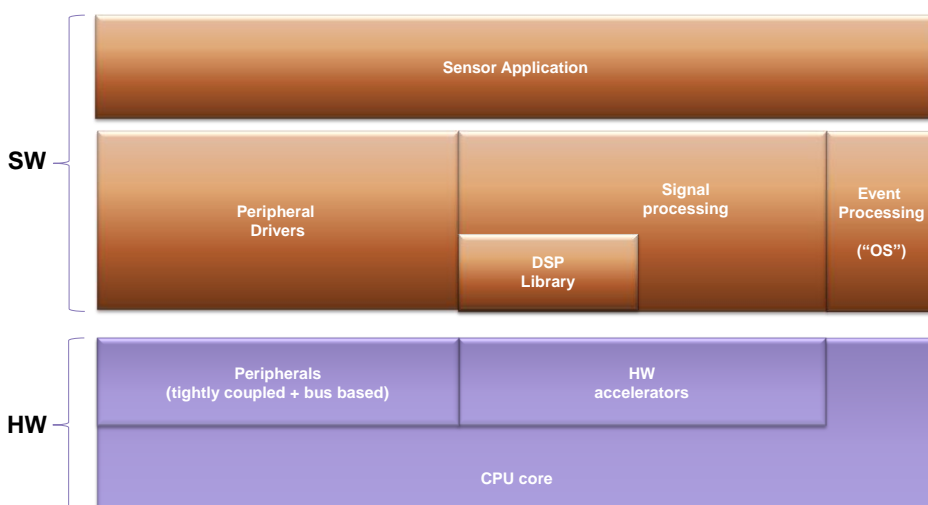 Sensor Application
SW
Peripheral
Drivers
Signal
processing
Event
Processing
(“OS”)
DSP
Library
HW
Peripherals
(tightly coupled + bus based)
HW
accelerators
CPU core